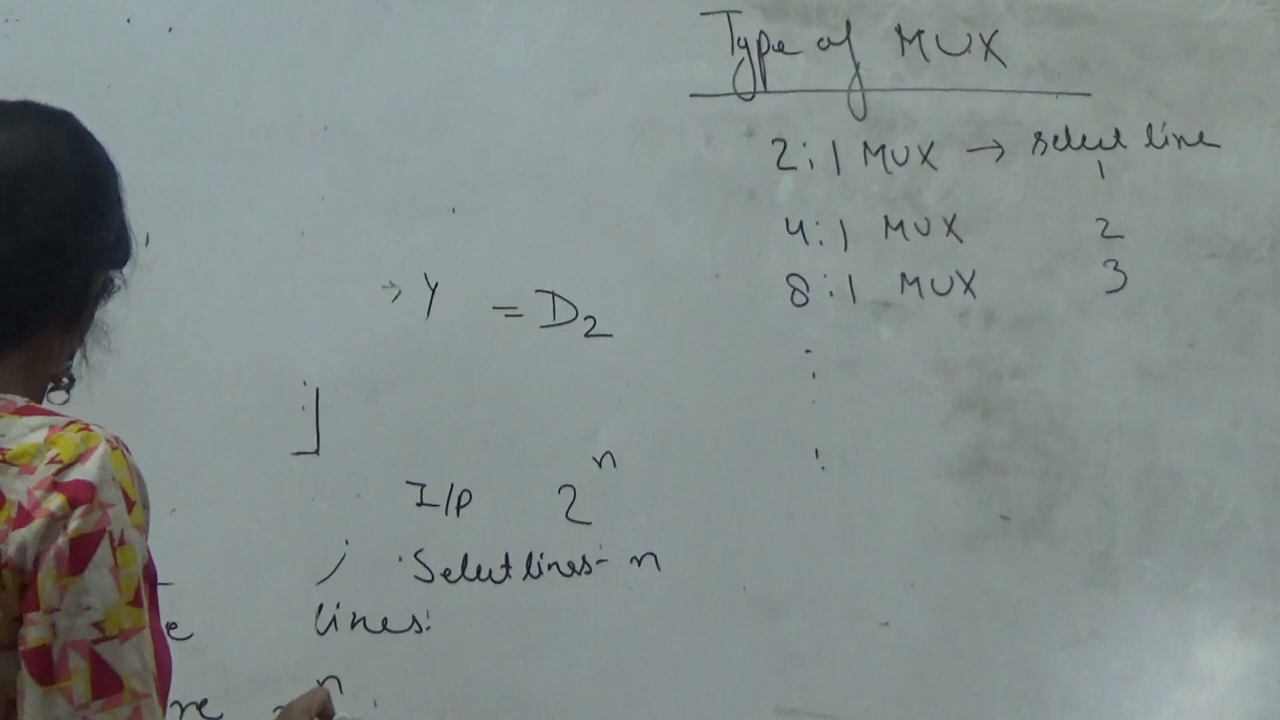 Type of MUX
2:1 MUX → select line
1
4:1 MUX 2
8:1 MUX 3
→ Y = D2
I/P 2^n
Select lines - n
lines:
n